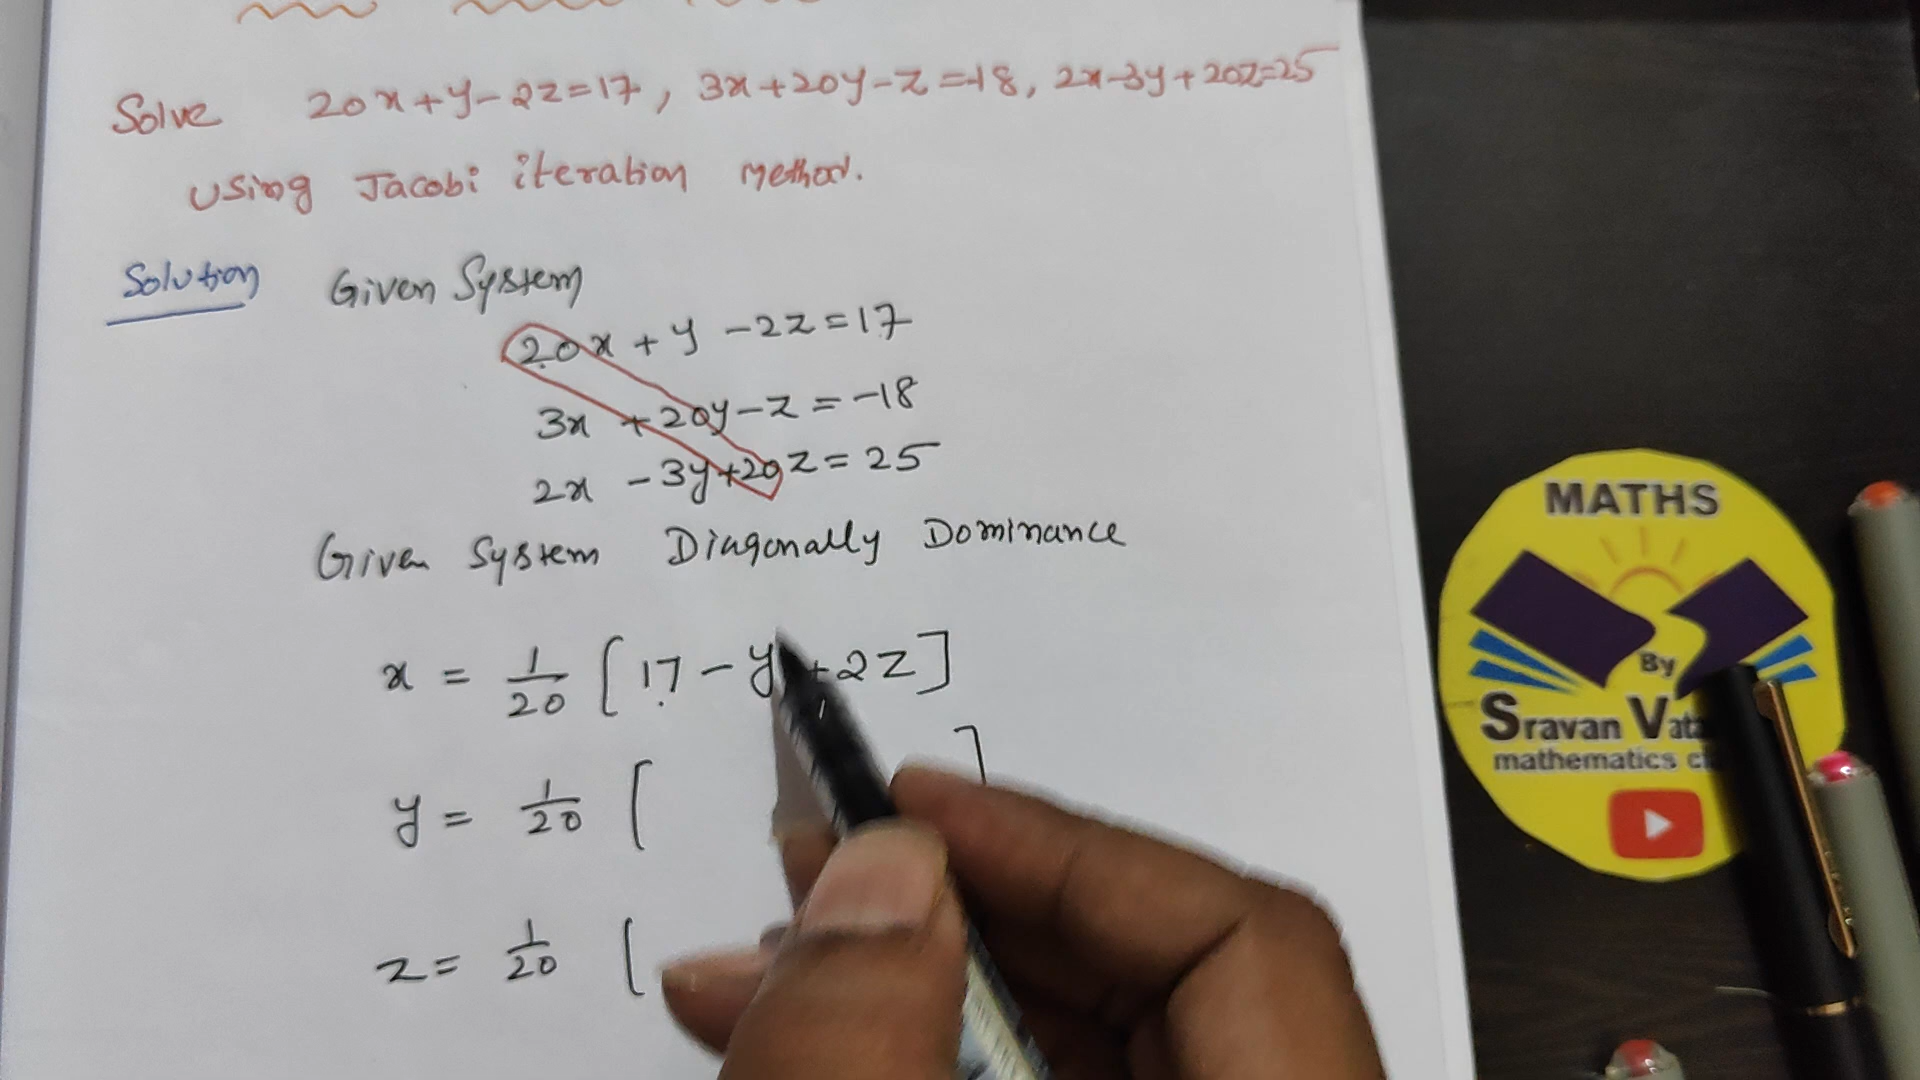 Solve 20x+y-2z=17, 3x+20y-z=-18, 2x-3y+20z=25
using Jacobi iteration method.
Solution Given System
20x + y - 2z = 17
3x + 20y - z = -18
2x - 3y + 20z = 25
Given System Diagonally Dominance
x = 1/20 [17 - y + 2z]
y = 1/20 [ ]
z = 1/20 [
MATHS
By
Sravan
mathematics